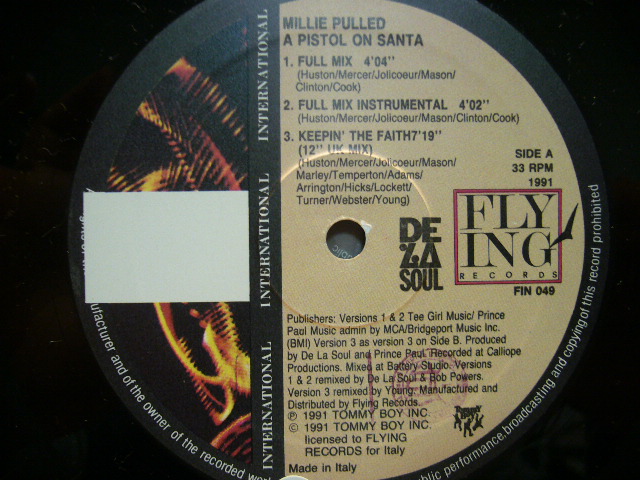 MILLIE PULLED
A PISTOL ON SANTA
1. FULL MIX 4'04"
(Huston/Mercer/Jolicoeur/Mason/
Clinton/Cook)
2. FULL MIX INSTRUMENTAL 4'02"
(Huston/Mercer/Jolicoeur/Mason/Clinton/Cook)
3. KEEPIN' THE FAITH7'19"
(12" UK MIX)
(Huston/Mercer/Jolicoeur/Mason/
Marley/Temperton/Adams/
Arrington/Hicks/Lockett/
Turner/Webster/Young)
SIDE A
33 RPM
1991
DE
LA
SOUL
FLY
ING
RECORDS
FIN 049
Publishers: Versions 1 & 2 Tee Girl Music/ Prince
Paul Music admin by MCA/Bridgeport Music Inc.
(BMI) Version 3 as version 3 on Side B. Produced
by De La Soul and Prince Paul Recorded at Calliope
Productions. Mixed at Battery Studio. Versions
1 & 2 remixed by De La Soul & Bob Powers.
Version 3 remixed by Young. Manufactured and
Distributed by Flying Records.
℗ 1991 TOMMY BOY INC.
© 1991 TOMMY BOY INC.
licensed to FLYING
RECORDS for Italy
Made in Italy
INTERNATIONAL
INTERNATIONAL
INTERNATIONAL
ufacturer and of the owner of the recorded work
blic performance, broadcasting and copying of this record prohibited